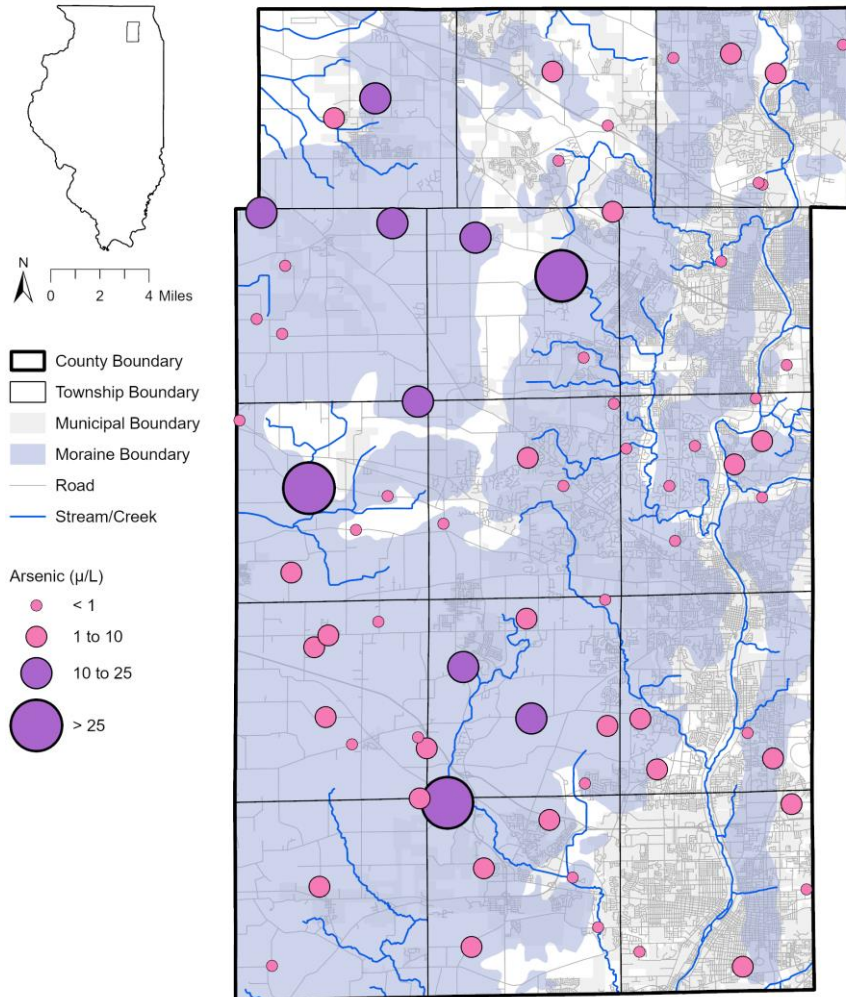 N
0 2 4 Miles
County Boundary
Township Boundary
Municipal Boundary
Moraine Boundary
Road
Stream/Creek
Arsenic (µ/L)
< 1
1 to 10
10 to 25
> 25